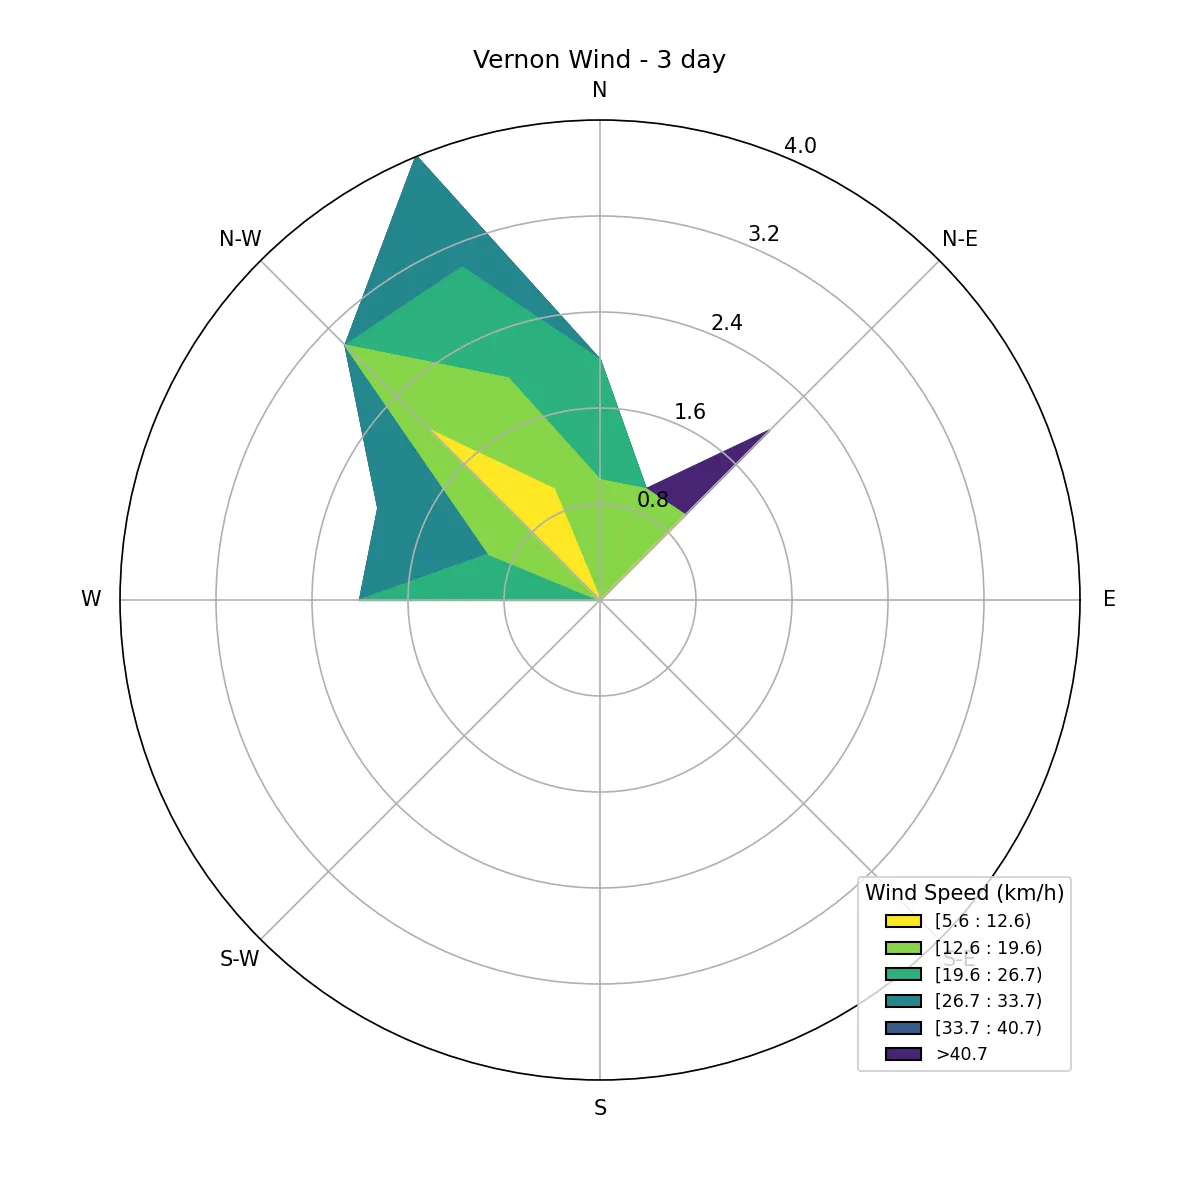 Vernon Wind - 3 day
N
4.0
N-W
N-E
3.2
2.4
1.6
0.8
W
E
Wind Speed (km/h)
[5.6 : 12.6)
[12.6 : 19.6)
S-W
S-E
[19.6 : 26.7)
[26.7 : 33.7)
[33.7 : 40.7)
>40.7
S